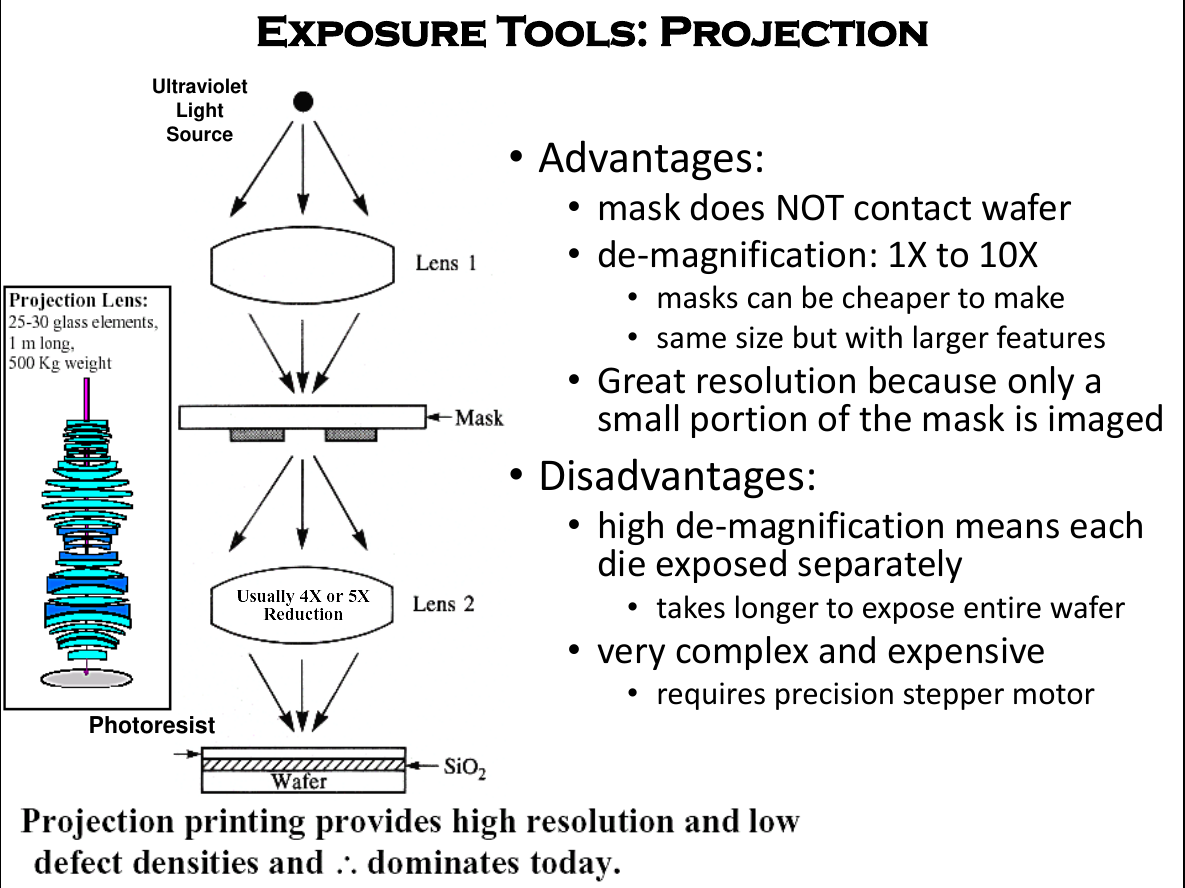 EXPOSURE TOOLS: PROJECTION
Ultraviolet
Light
Source
Lens 1
Projection Lens:
25-30 glass elements,
1 m long,
500 Kg weight
Mask
Usually 4X or 5X
Reduction
Lens 2
Photoresist
SiO₂
Wafer
• Advantages:
• mask does NOT contact wafer
• de-magnification: 1X to 10X
• masks can be cheaper to make
• same size but with larger features
• Great resolution because only a
small portion of the mask is imaged
• Disadvantages:
• high de-magnification means each
die exposed separately
• takes longer to expose entire wafer
• very complex and expensive
• requires precision stepper motor
Projection printing provides high resolution and low
defect densities and ∴ dominates today.